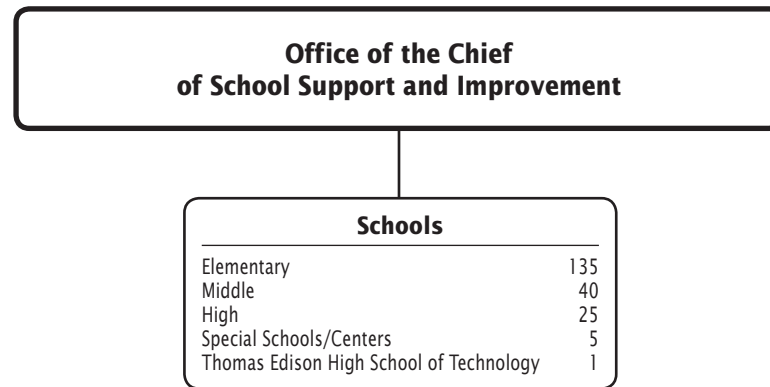 Office of the Chief
of School Support and Improvement
Schools
Elementary 135
Middle 40
High 25
Special Schools/Centers 5
Thomas Edison High School of Technology 1